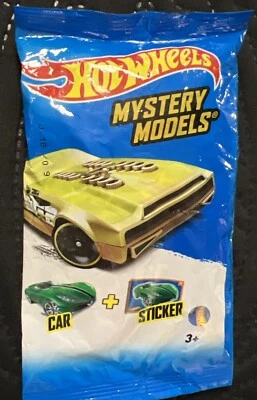 HOT WHEELS
MYSTERY
MODELS®
CAR
+
STICKER
3+